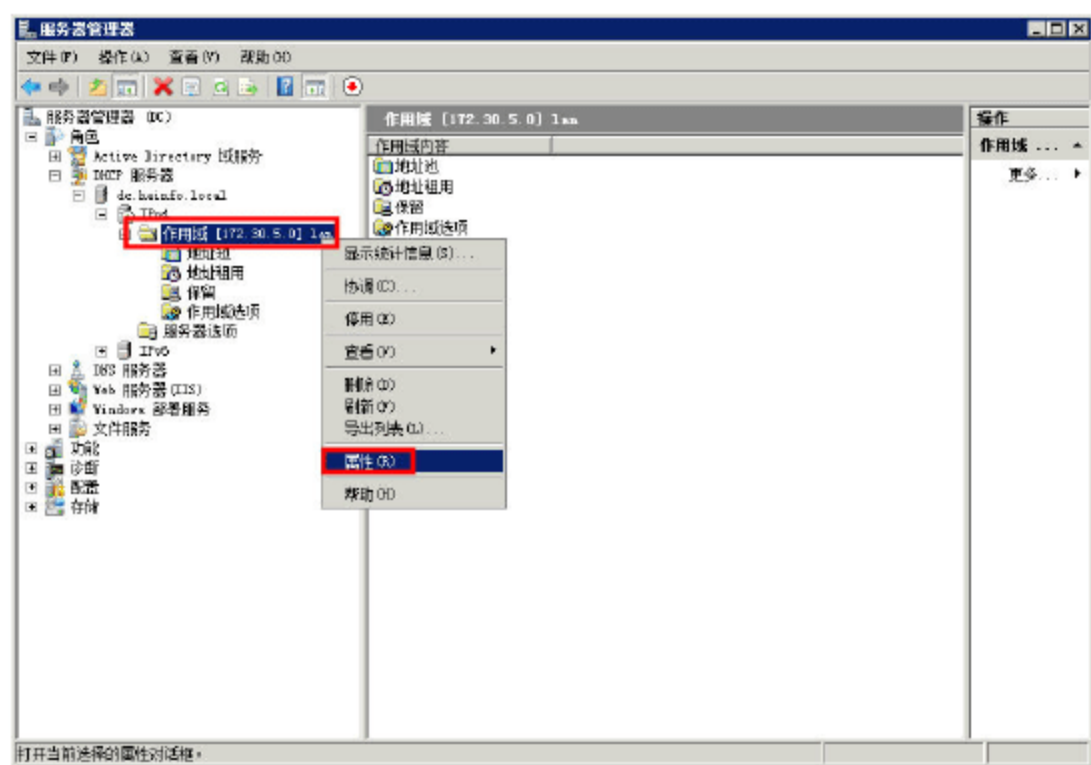 服务器管理器
文件(F) 操作(A) 查看(V) 帮助(H)
服务器管理器 (DC)
角色
Active Directory 域服务
DHCP 服务器
dc.hainfo.local
IPv4
作用域 [172.30.5.0] lan
地址池
地址租用
保留
作用域选项
服务器选项
IPv6
DNS 服务器
Web 服务器(IIS)
Windows 部署服务
文件服务
功能
诊断
配置
存储
作用域 [172.30.5.0] lan
作用域内容
地址池
地址租用
保留
作用域选项
显示统计信息(S)...
协调(C)...
停用(E)
查看(V)
删除(D)
刷新(F)
导出列表(L)...
属性(R)
帮助(H)
操作
作用域 ...
更多...
打开当前选择的属性对话框。